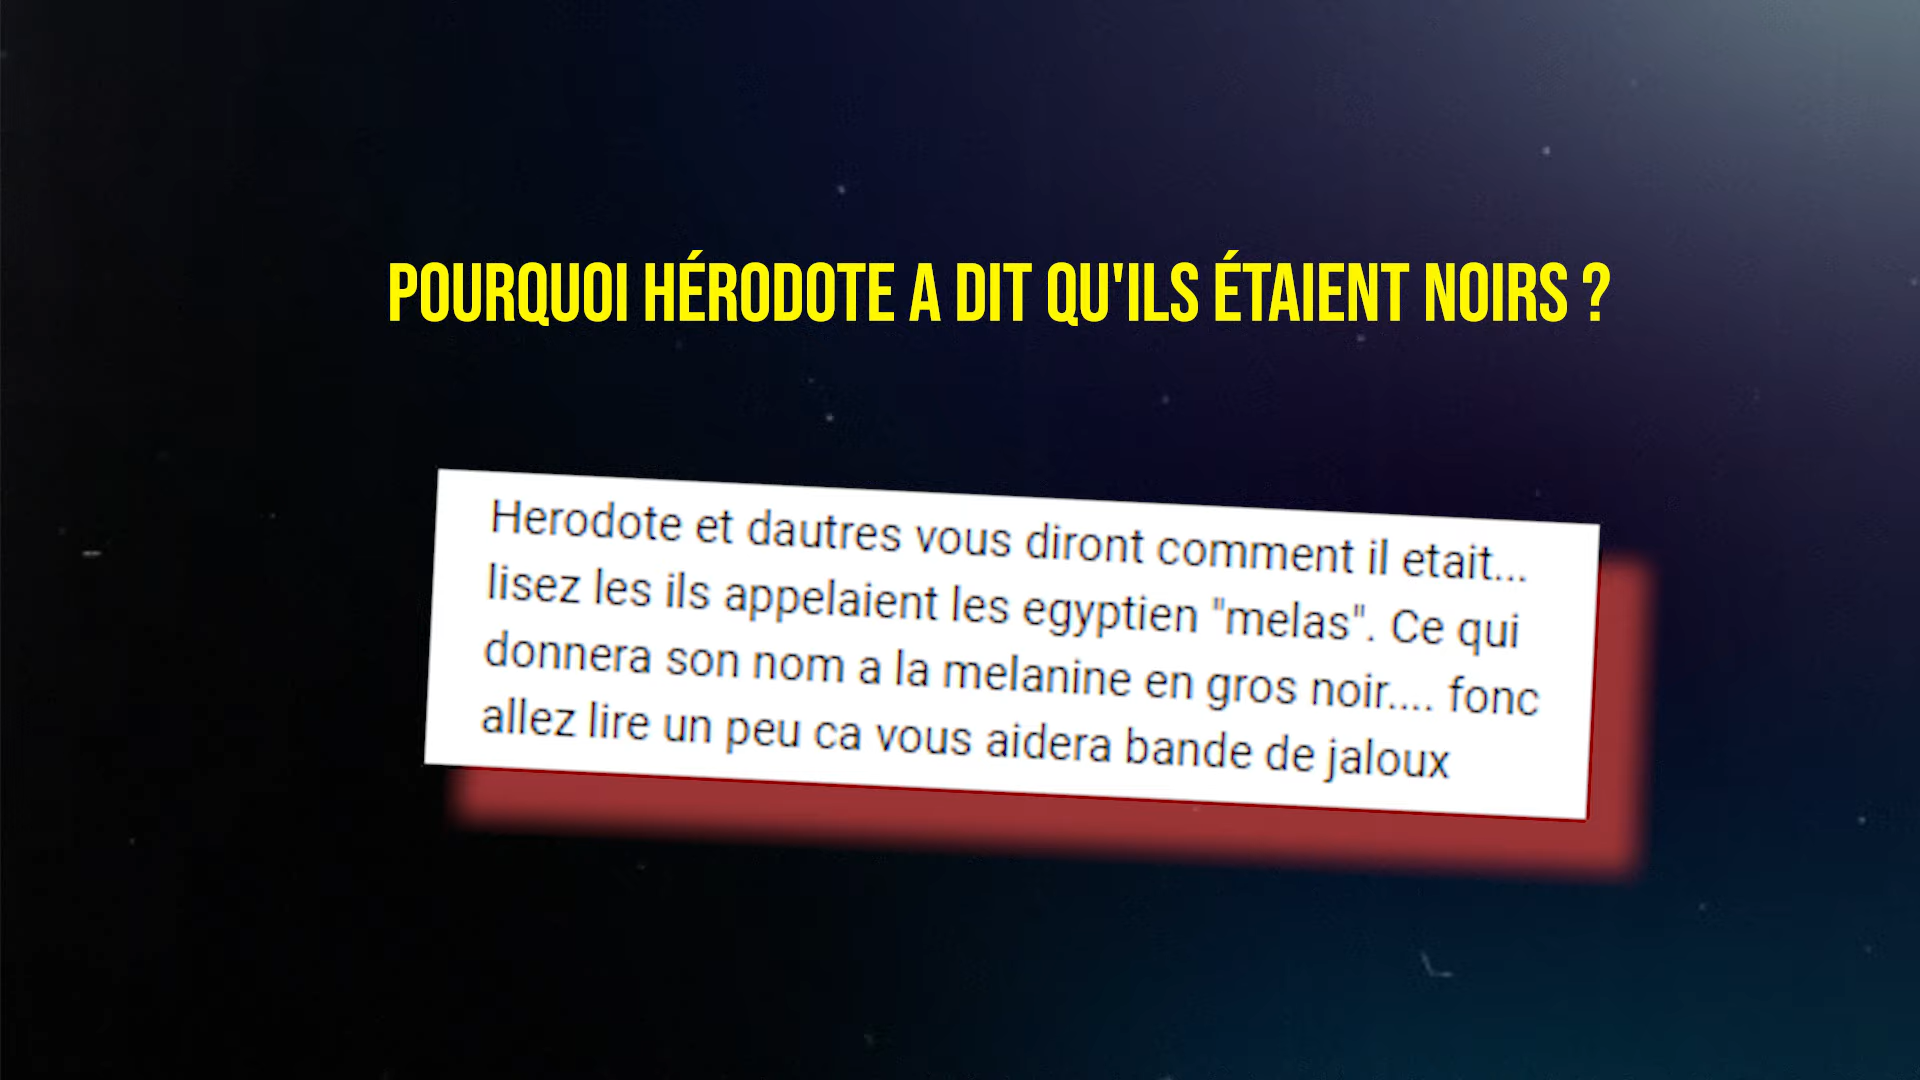 POURQUOI HÉRODOTE A DIT QU'ILS ÉTAIENT NOIRS ?
Herodote et dautres vous diront comment il etait...
lisez les ils appelaient les egyptien "melas". Ce qui
donnera son nom a la melanine en gros noir.... fonc
allez lire un peu ca vous aidera bande de jaloux